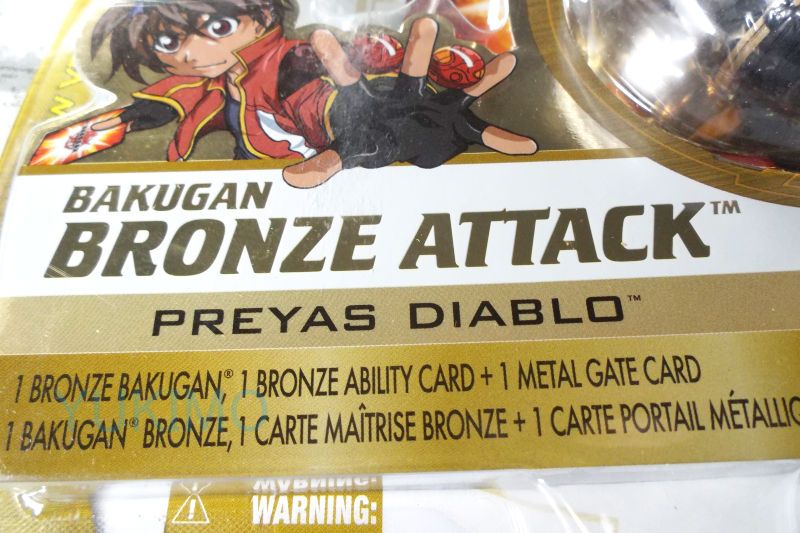 BAKUGAN
BRONZE ATTACK™
PREYAS DIABLO™
1 BRONZE BAKUGAN® 1 BRONZE ABILITY CARD + 1 METAL GATE CARD
1 BAKUGAN® BRONZE, 1 CARTE MAÎTRISE BRONZE + 1 CARTE PORTAIL
YUKIMO
WARNING: